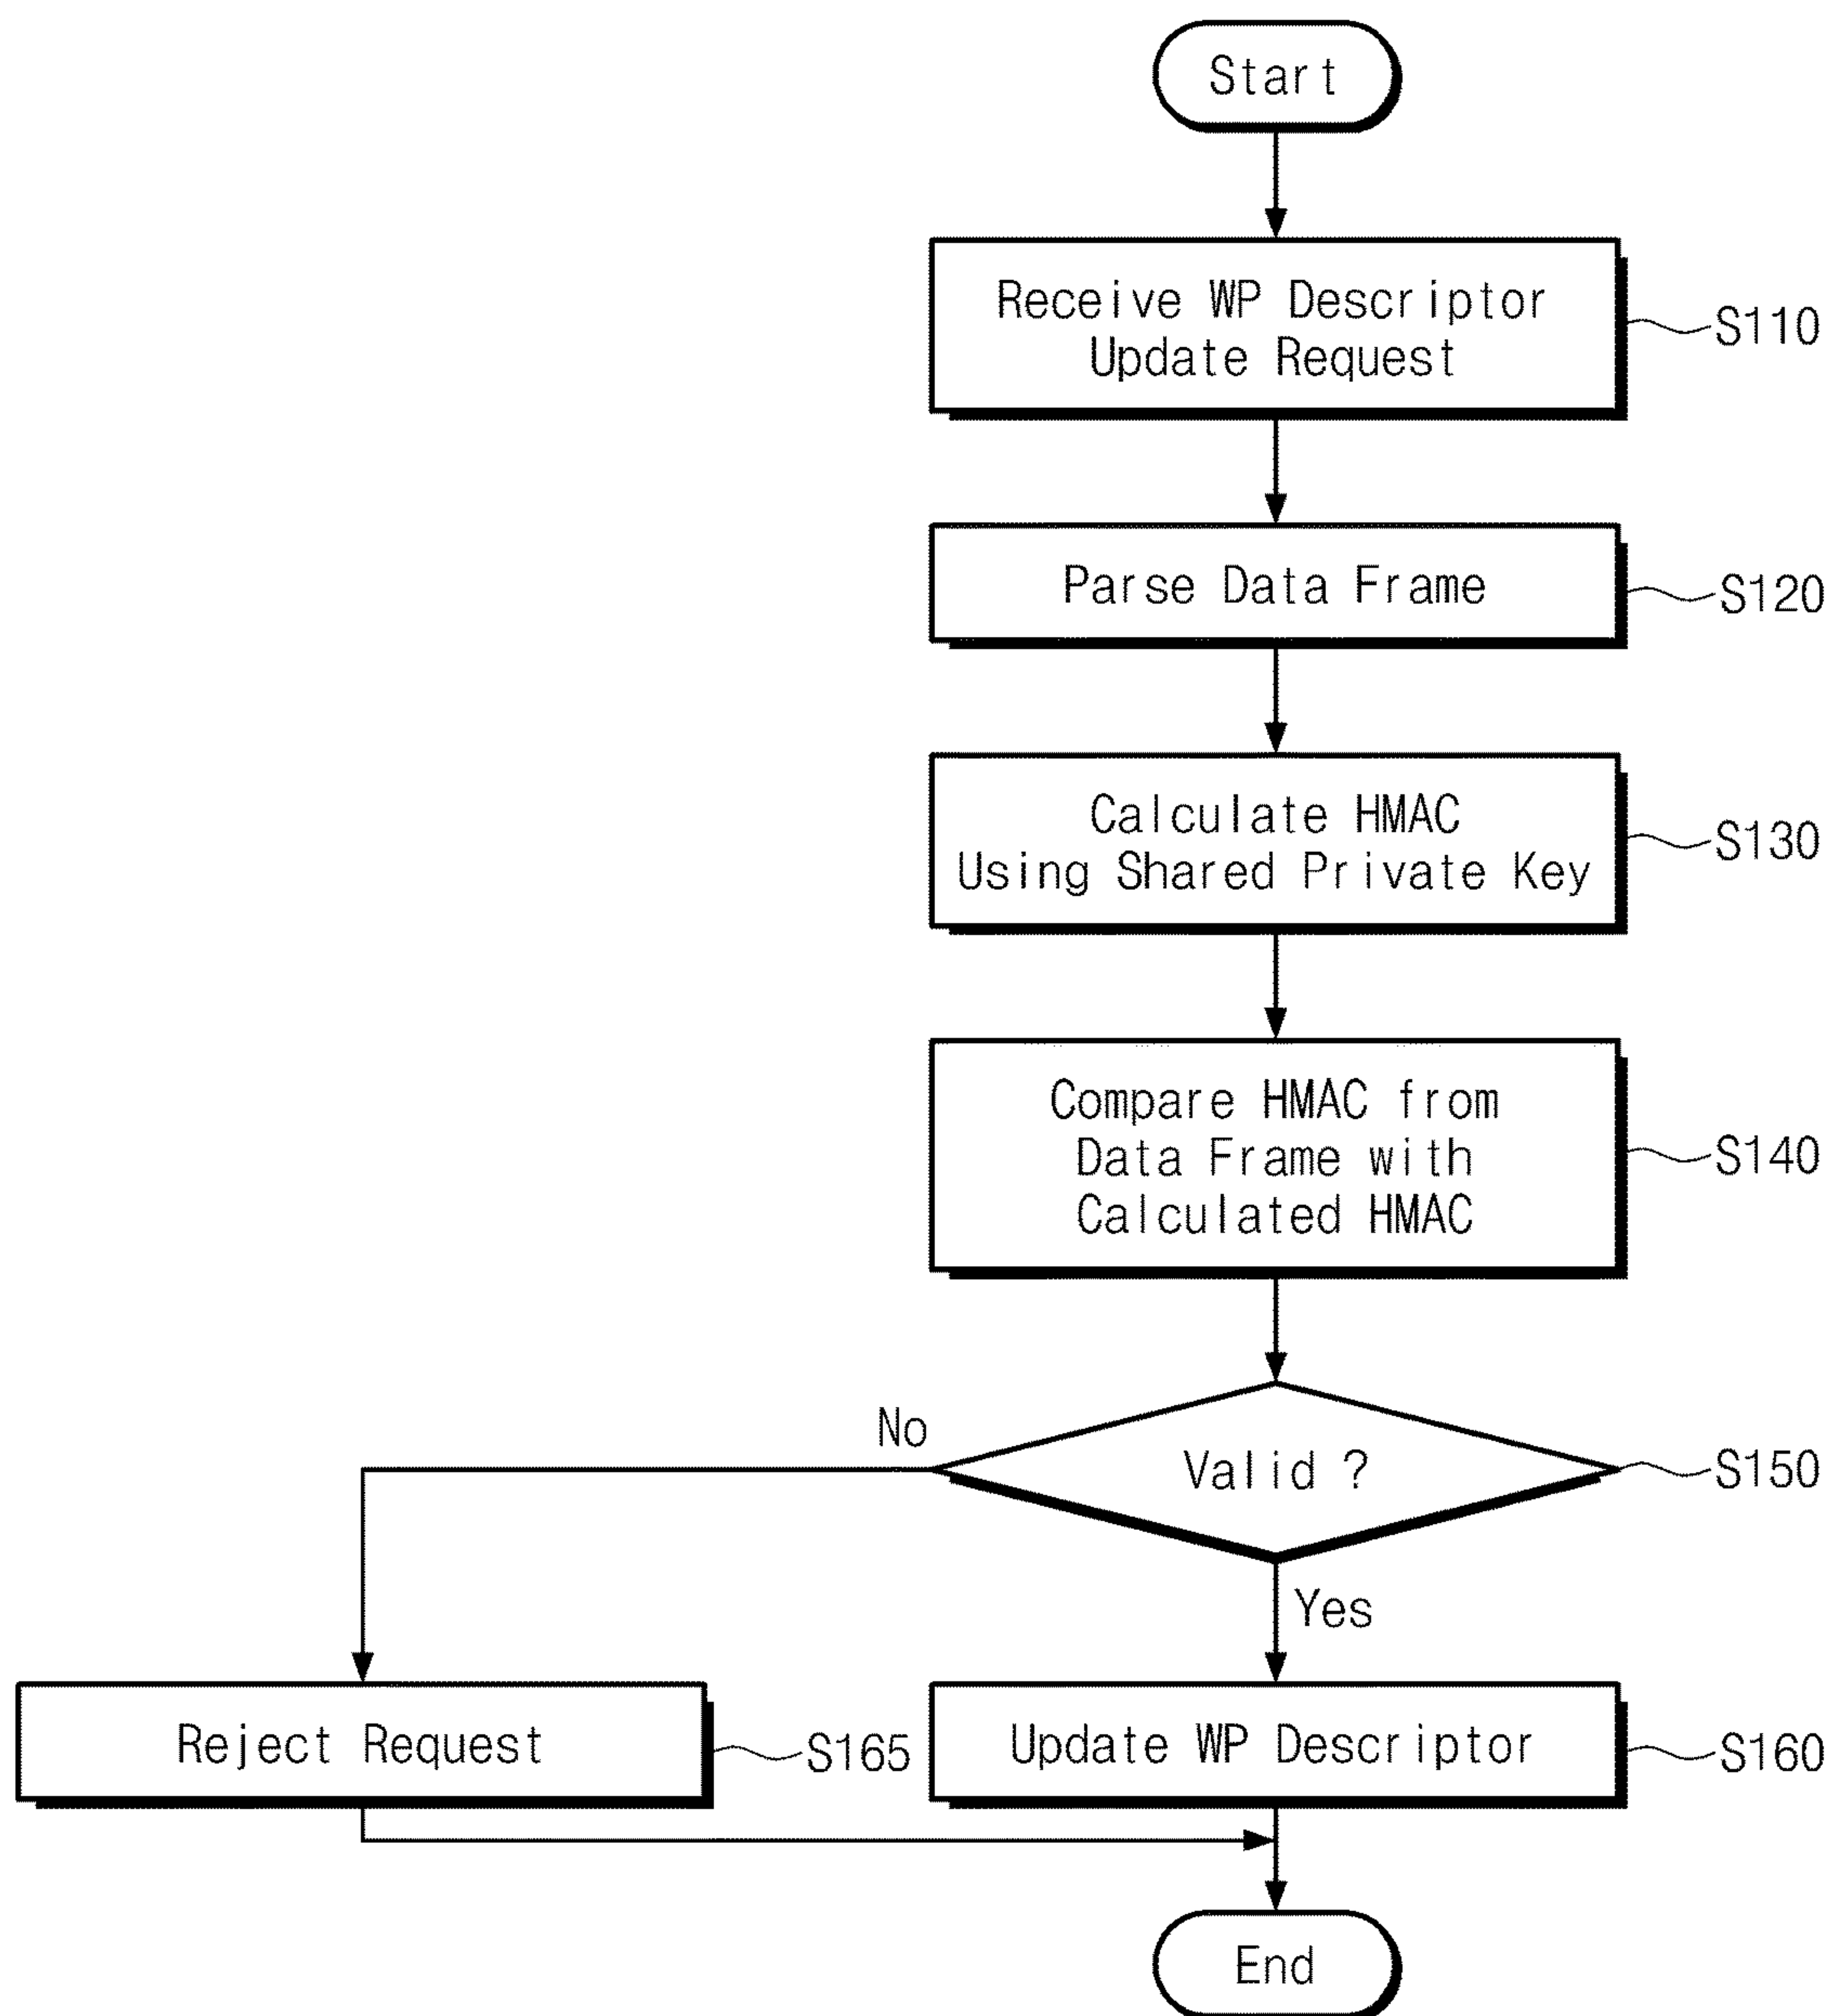 Start
Receive WP Descriptor
Update Request
S110
Parse Data Frame
S120
Calculate HMAC
Using Shared Private Key
S130
Compare HMAC from
Data Frame with
Calculated HMAC
S140
No
Valid ?
S150
Yes
Reject Request
S165
Update WP Descriptor
S160
End